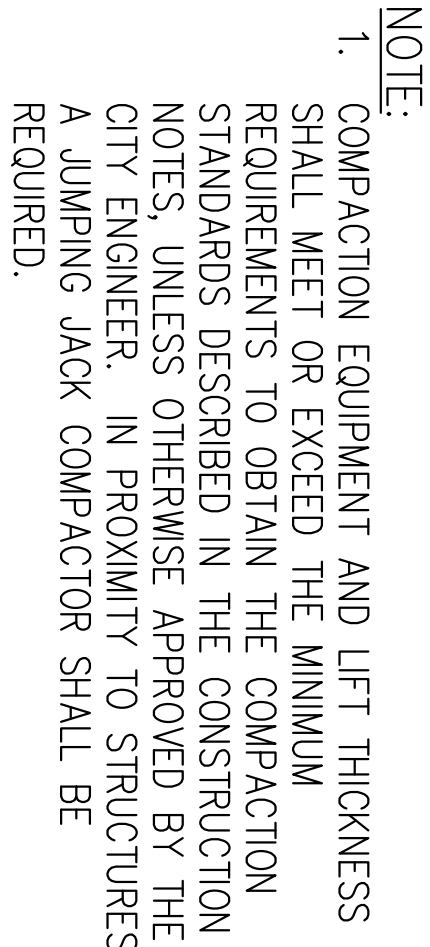 NOTE:
1. COMPACTION EQUIPMENT AND LIFT THICKNESS
SHALL MEET OR EXCEED THE MINIMUM
REQUIREMENTS TO OBTAIN THE COMPACTION
STANDARDS DESCRIBED IN THE CONSTRUCTION
NOTES, UNLESS OTHERWISE APPROVED BY THE
CITY ENGINEER. IN PROXIMITY TO STRUCTURES
A JUMPING JACK COMPACTOR SHALL BE
REQUIRED.